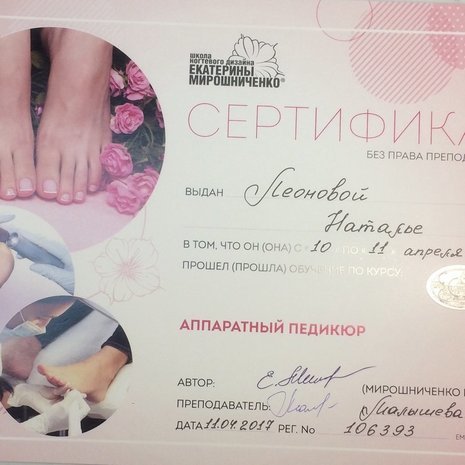 школа
ногтевого дизайна
ЕКАТЕРИНЫ
МИРОШНИЧЕНКО®
СЕРТИФИКА
БЕЗ ПРАВА ПРЕПОД
ВЫДАН Леоновой
Наталье
В ТОМ, ЧТО ОН (ОНА) С «10 » ПО « 11 апреля
ПРОШЕЛ (ПРОШЛА) ОБУЧЕНИЕ ПО КУРСУ:
АППАРАТНЫЙ ПЕДИКЮР
АВТОР: (МИРОШНИЧЕНКО
ПРЕПОДАВАТЕЛЬ: Малышева
ДАТА 11.04 2017 РЕГ. No 106393